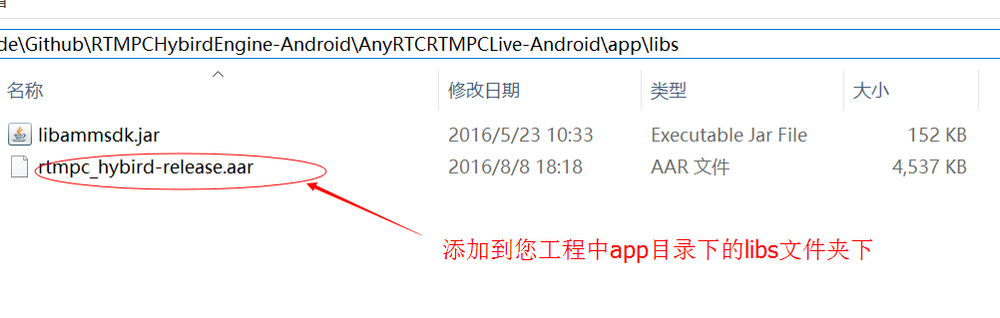 de\Github\RTMPCHybirdEngine-Android\AnyRTCRTMPCLive-Android\app\libs
名称 修改日期 类型 大小
libammsdk.jar 2016/5/23 10:33 Executable Jar File 152 KB
rtmpc_hybird-release.aar 2016/8/8 18:18 AAR 文件 4,537 KB
添加到您工程中app目录下的libs文件夹下